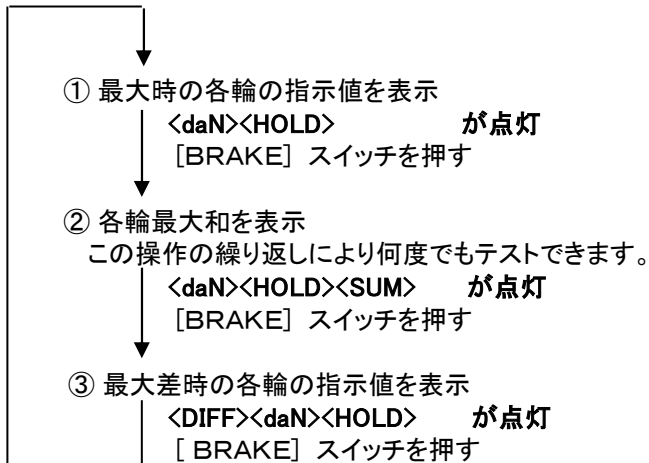 ① 最大時の各輪の指示値を表示
<daN><HOLD> が点灯
[BRAKE] スイッチを押す
② 各輪最大和を表示
この操作の繰り返しにより何度でもテストできます。
<daN><HOLD><SUM> が点灯
[BRAKE] スイッチを押す
③ 最大差時の各輪の指示値を表示
<DIFF><daN><HOLD> が点灯
[ BRAKE] スイッチを押す